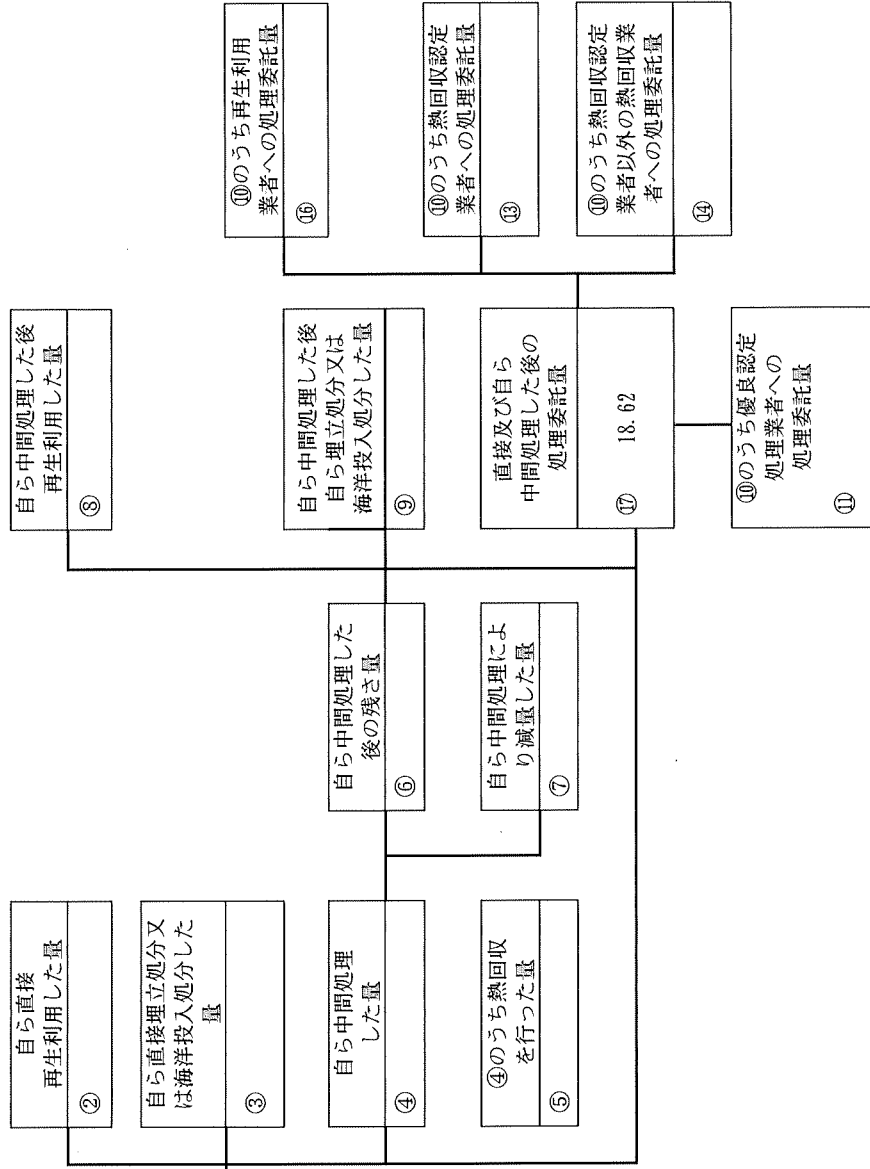 自ら直接
再生利用した量
②
自ら直接埋立処分又
は海洋投入処分した
量
③
自ら中間処理
した量
④
④のうち熱回収
を行った量
⑤
自ら中間処理した
後の残さ量
⑥
自ら中間処理によ
り減量した量
⑦
自ら中間処理した後
再生利用した量
⑧
自ら中間処理した後
自ら埋立処分又は
海洋投入処分した量
⑨
直接及び自ら
中間処理した後の
処理委託量
⑰
18.62
⑩のうち優良認定
処理業者への
処理委託量
⑪
⑩のうち再生利用
業者への処理委託量
⑯
⑩のうち熱回収認定
業者への処理委託量
⑬
⑩のうち熱回収認定
業者以外の熱回収業
者への処理委託量
⑭